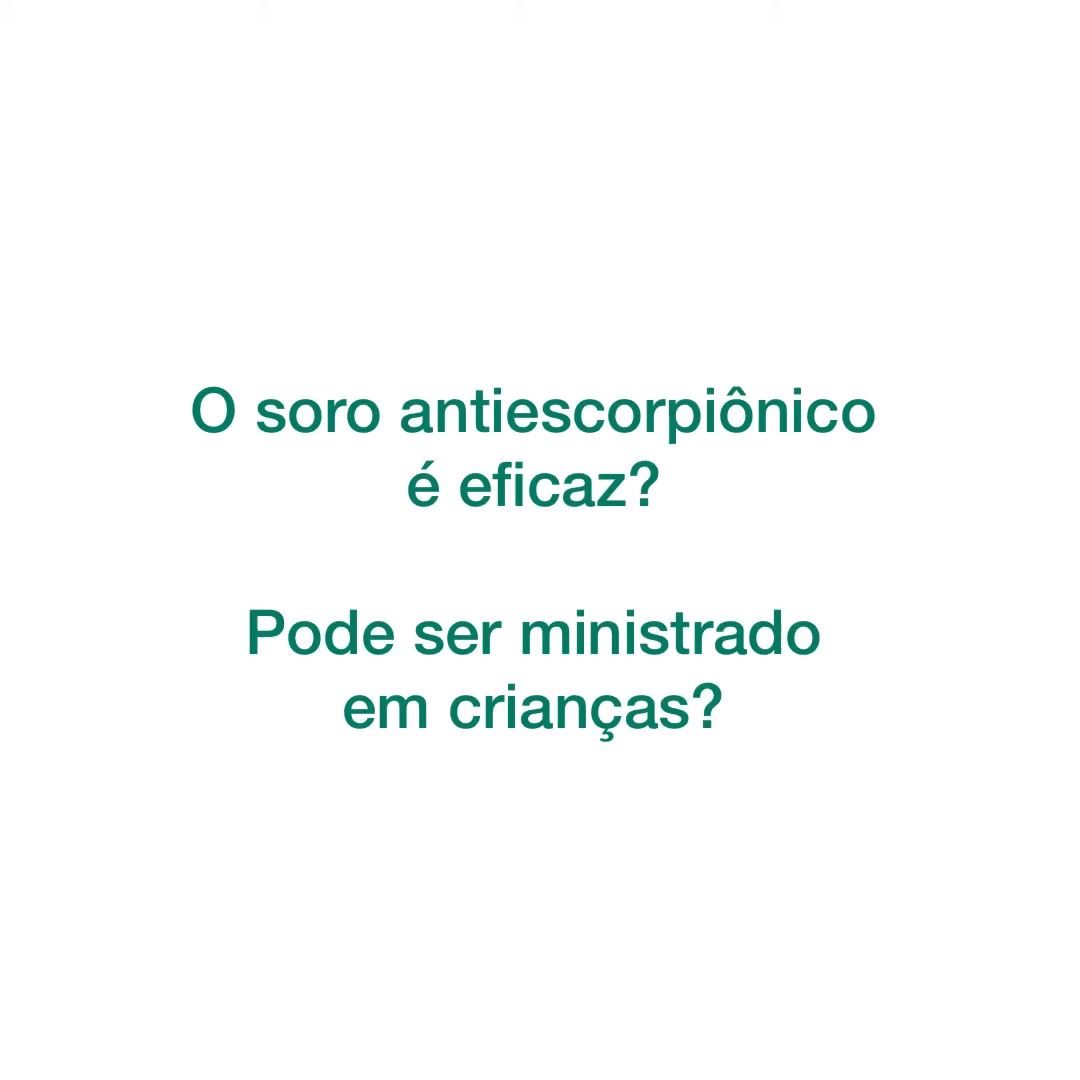 O soro antiescorpiônico
é eficaz?
Pode ser ministrado
em crianças?